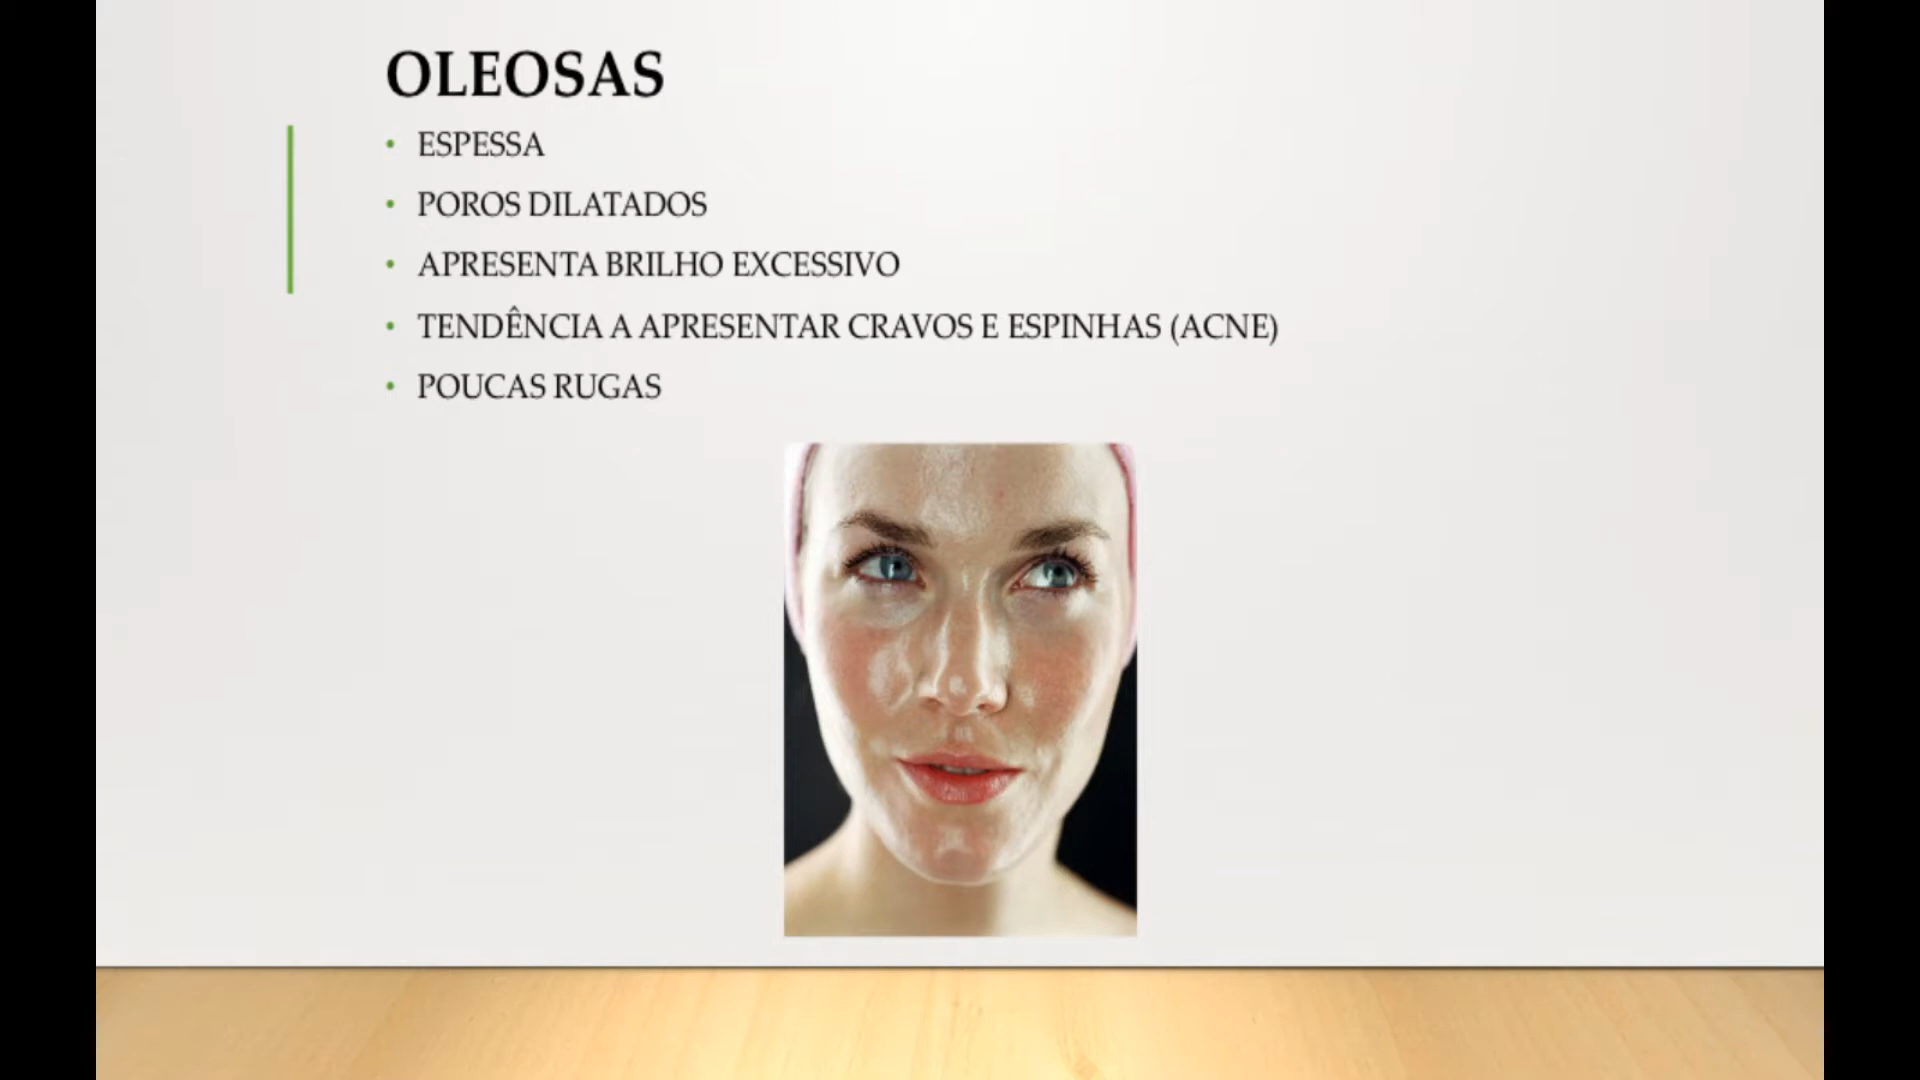 OLEOSAS
• ESPESSA
• POROS DILATADOS
• APRESENTA BRILHO EXCESSIVO
• TENDÊNCIA A APRESENTAR CRAVOS E ESPINHAS (ACNE)
• POUCAS RUGAS